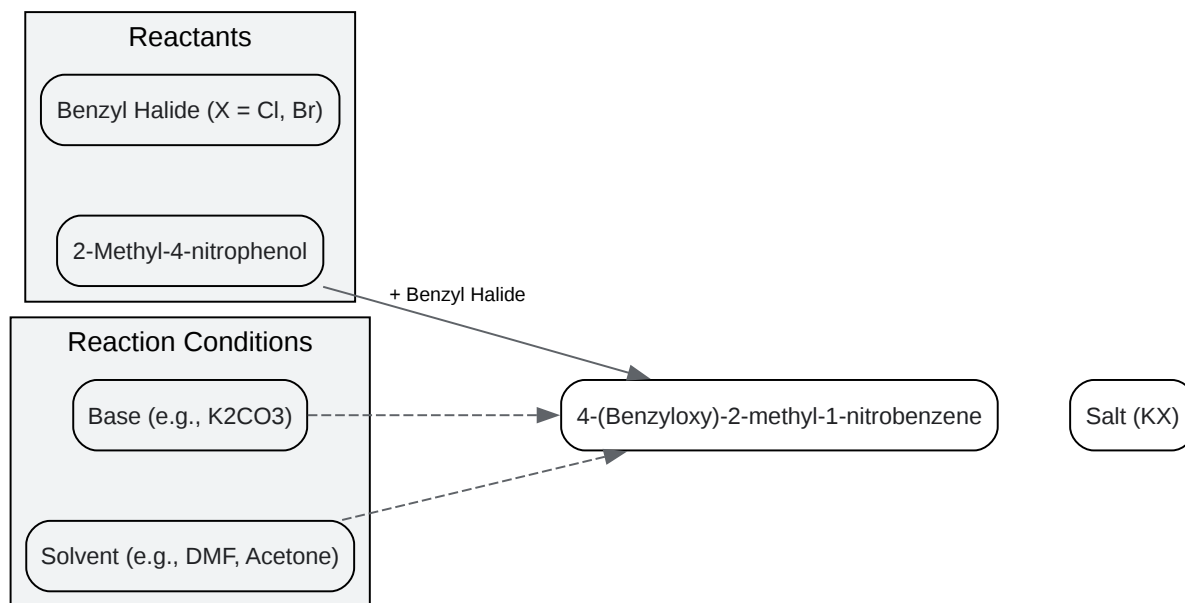 Reactants
Benzyl Halide (X = Cl, Br)
2-Methyl-4-nitrophenol
+ Benzyl Halide
Reaction Conditions
Base (e.g., K2CO3)
4-(Benzyloxy)-2-methyl-1-nitrobenzene
Salt (KX)
Solvent (e.g., DMF, Acetone)